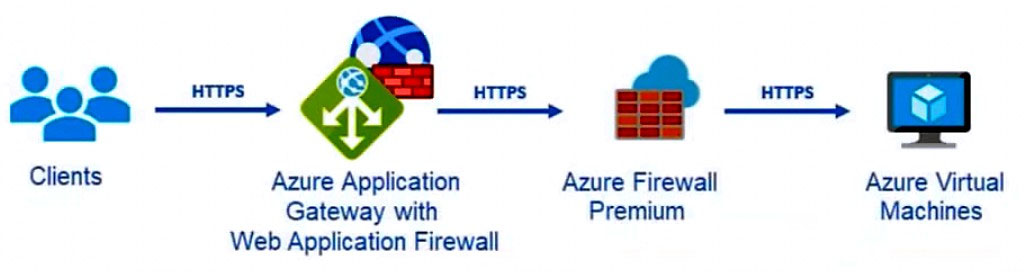 HTTPS
HTTPS
HTTPS
Clients
Azure Application
Gateway with
Web Application Firewall
Azure Firewall
Premium
Azure Virtual
Machines